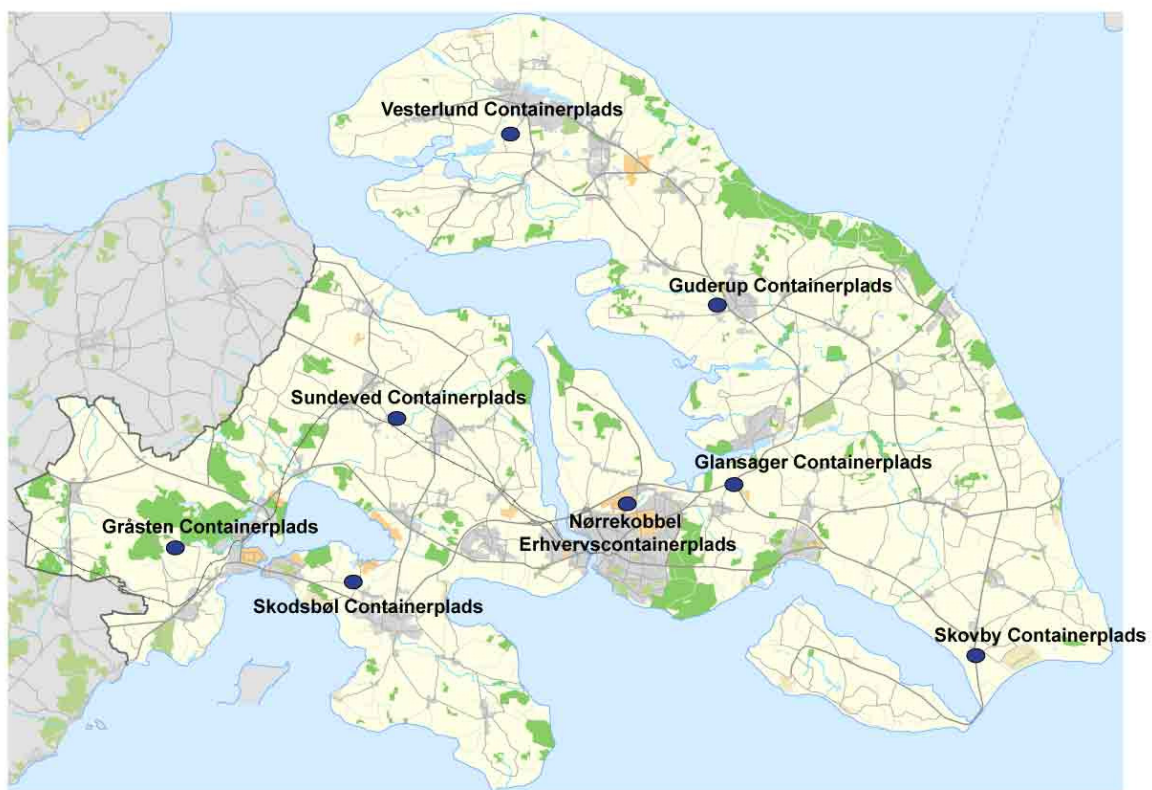 Vesterlund Containerplads
Guderup Containerplads
Sundeved Containerplads
Glansager Containerplads
Nørrekobbel
Erhvervscontainerplads
Gråsten Containerplads
Skodsbøl Containerplads
Skovby Containerplads